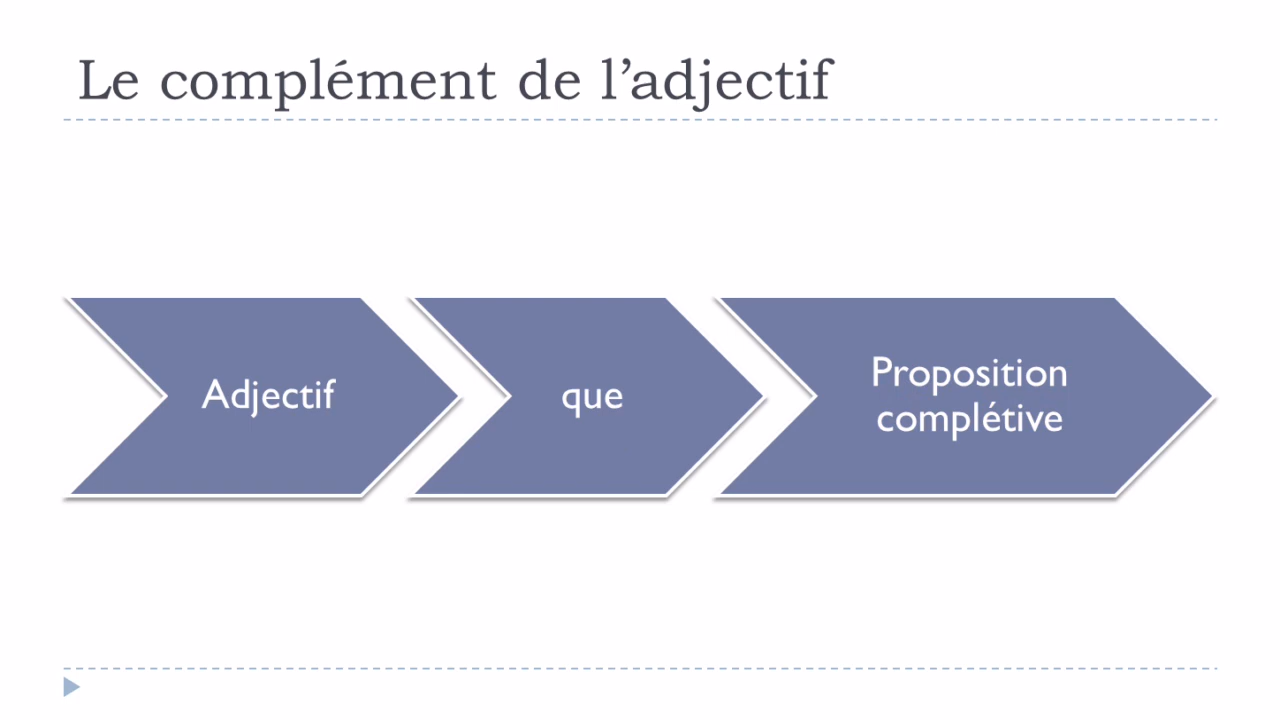 Le complément de l’adjectif
Adjectif
que
Proposition
complétive